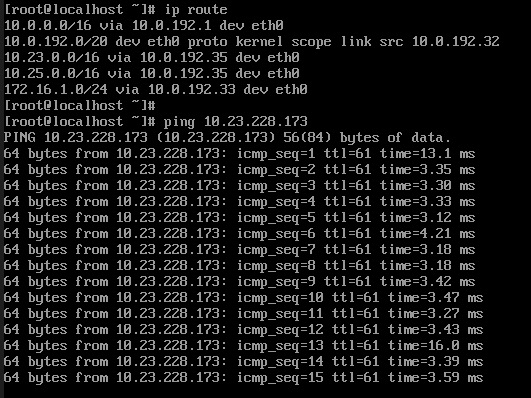 [root@localhost ~]# ip route
10.0.0.0/16 via 10.0.192.1 dev eth0
10.0.192.0/20 dev eth0 proto kernel scope link src 10.0.192.32
10.23.0.0/16 via 10.0.192.35 dev eth0
10.25.0.0/16 via 10.0.192.35 dev eth0
172.16.1.0/24 via 10.0.192.33 dev eth0
[root@localhost ~]#
[root@localhost ~]# ping 10.23.228.173
PING 10.23.228.173 (10.23.228.173) 56(84) bytes of data.
64 bytes from 10.23.228.173: icmp_seq=1 ttl=61 time=13.1 ms
64 bytes from 10.23.228.173: icmp_seq=2 ttl=61 time=3.35 ms
64 bytes from 10.23.228.173: icmp_seq=3 ttl=61 time=3.30 ms
64 bytes from 10.23.228.173: icmp_seq=4 ttl=61 time=3.33 ms
64 bytes from 10.23.228.173: icmp_seq=5 ttl=61 time=3.12 ms
64 bytes from 10.23.228.173: icmp_seq=6 ttl=61 time=4.21 ms
64 bytes from 10.23.228.173: icmp_seq=7 ttl=61 time=3.18 ms
64 bytes from 10.23.228.173: icmp_seq=8 ttl=61 time=3.18 ms
64 bytes from 10.23.228.173: icmp_seq=9 ttl=61 time=3.42 ms
64 bytes from 10.23.228.173: icmp_seq=10 ttl=61 time=3.47 ms
64 bytes from 10.23.228.173: icmp_seq=11 ttl=61 time=3.27 ms
64 bytes from 10.23.228.173: icmp_seq=12 ttl=61 time=3.43 ms
64 bytes from 10.23.228.173: icmp_seq=13 ttl=61 time=16.0 ms
64 bytes from 10.23.228.173: icmp_seq=14 ttl=61 time=3.39 ms
64 bytes from 10.23.228.173: icmp_seq=15 ttl=61 time=3.59 ms